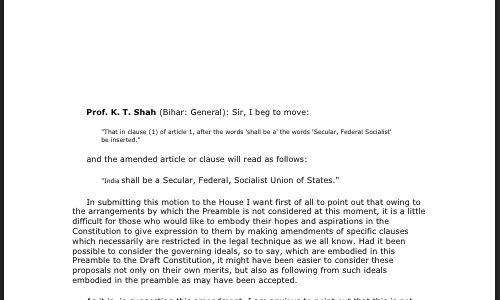 Prof. K. T. Shah (Bihar: General): Sir, I beg to move:
"That in clause (1) of article 1, after the words 'shall be a' the words 'Secular, Federal Socialist'
be inserted."
and the amended article or clause will read as follows:
"India shall be a Secular, Federal, Socialist Union of States."
In submitting this motion to the House I want first of all to point out that owing to
the arrangements by which the Preamble is not considered at this moment, it is a little
difficult for those who would like to embody their hopes and aspirations in the
Constitution to give expression to them by making amendments of specific clauses
which necessarily are restricted in the legal technique as we all know. Had it been
possible to consider the governing ideals, so to say, which are embodied in this
Preamble to the Draft Constitution, it might have been easier to consider these
proposals not only on their own merits, but also as following from such ideals
embodied in the preamble as may have been accepted.